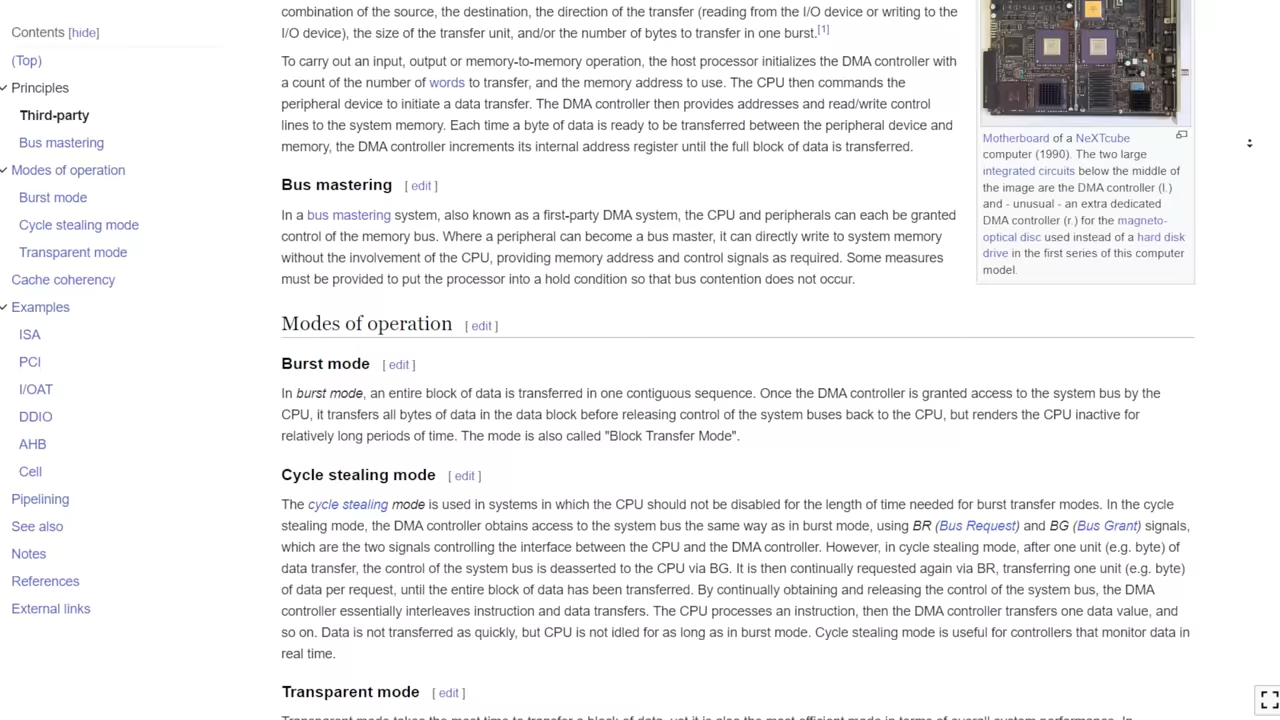 Contents [hide]
(Top)
Principles
Third-party
Bus mastering
Modes of operation
Burst mode
Cycle stealing mode
Transparent mode
Cache coherency
Examples
ISA
PCI
I/OAT
DDIO
AHB
Cell
Pipelining
See also
Notes
References
External links
combination of the source, the destination, the direction of the transfer (reading from the I/O device or writing to the
I/O device), the size of the transfer unit, and/or the number of bytes to transfer in one burst.[1]
To carry out an input, output or memory-to-memory operation, the host processor initializes the DMA controller with
a count of the number of words to transfer, and the memory address to use. The CPU then commands the
peripheral device to initiate a data transfer. The DMA controller then provides addresses and read/write control
lines to the system memory. Each time a byte of data is ready to be transferred between the peripheral device and
memory, the DMA controller increments its internal address register until the full block of data is transferred.
Motherboard of a NeXTcube
computer (1990). The two large
integrated circuits below the middle of
the image are the DMA controller (l.)
and - unusual - an extra dedicated
DMA controller (r.) for the magneto-
optical disc used instead of a hard disk
drive in the first series of this computer
model.
Bus mastering [ edit ]
In a bus mastering system, also known as a first-party DMA system, the CPU and peripherals can each be granted
control of the memory bus. Where a peripheral can become a bus master, it can directly write to system memory
without the involvement of the CPU, providing memory address and control signals as required. Some measures
must be provided to put the processor into a hold condition so that bus contention does not occur.
Modes of operation [ edit ]
Burst mode [ edit ]
In burst mode, an entire block of data is transferred in one contiguous sequence. Once the DMA controller is granted access to the system bus by the
CPU, it transfers all bytes of data in the data block before releasing control of the system buses back to the CPU, but renders the CPU inactive for
relatively long periods of time. The mode is also called "Block Transfer Mode".
Cycle stealing mode [ edit ]
The cycle stealing mode is used in systems in which the CPU should not be disabled for the length of time needed for burst transfer modes. In the cycle
stealing mode, the DMA controller obtains access to the system bus the same way as in burst mode, using BR (Bus Request) and BG (Bus Grant) signals,
which are the two signals controlling the interface between the CPU and the DMA controller. However, in cycle stealing mode, after one unit (e.g. byte) of
data transfer, the control of the system bus is deasserted to the CPU via BG. It is then continually requested again via BR, transferring one unit (e.g. byte)
of data per request, until the entire block of data has been transferred. By continually obtaining and releasing the control of the system bus, the DMA
controller essentially interleaves instruction and data transfers. The CPU processes an instruction, then the DMA controller transfers one data value, and
so on. Data is not transferred as quickly, but CPU is not idled for as long as in burst mode. Cycle stealing mode is useful for controllers that monitor data in
real time.
Transparent mode [ edit ]
Transparent mode takes the most time to transfer a block of data, yet it is also the most efficient mode in terms of overall system performance. In